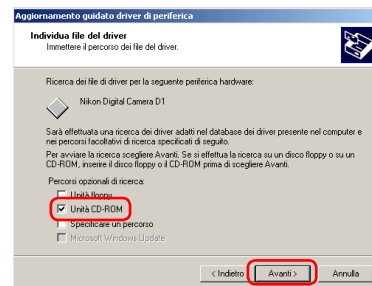 Aggiornamento guidato driver di periferica
Individua file del driver
Immettere il percorso dei file del driver.
Ricerca dei file di driver per la seguente periferica hardware:
Nikon Digital Camera D1
Sarà effettuata una ricerca dei driver adatti nel database dei driver presente nel computer e
nei percorsi facoltativi di ricerca specificati di seguito.
Per avviare la ricerca scegliere Avanti. Se si effettua la ricerca su un disco floppy o su un
CD-ROM, inserire il disco floppy o il CD-ROM prima di scegliere Avanti.
Percorsi opzionali di ricerca:
Unità floppy
Unità CD-ROM
Specificare un percorso
Microsoft Windows Update
< Indietro Avanti > Annulla